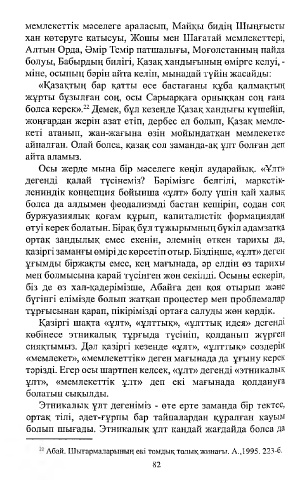 мемлекеттік мәселеге араласып, Майқы бидің Шыңғысты
хан көтеруге қатысуы, Жошы мен Шағатай мемлекеттері,
Алтын Орда, Әмір Темір патшалығы, Моғолстанның пайда
болуы, Бабырдың билігі, Қазақ хандығының өмірге келуі, -
міне, осының бәрін айта келіп, мынадай түйін жасайды:
«Қазақтың бар қатты өсе бастағаны құба қалмақтың
жұрты бұзылған соң, осы Сарыарқаға орныққан соң ғана
болса керек».²² Демек, бұл кезеңде Қазақ хандығы күшейіп,
жоңғардан жерін азат етіп, дербес ел болып, Қазақ мемле-
кеті атанып, жан-жағына өзін мойындатқан мемлекетке
айналған. Олай болса, қазақ сол заманда-ақ ұлт болған деп
айта аламыз.
Осы жерде мына бір мәселеге көңіл аударайық. «Ұлт»
дегенді қалай түсінеміз? Бәрімізге белгілі, маркстік-
лениндік концепция бойынша «ұлт» болу үшін қай халық
болса да алдымен феодализмді бастан кешіріп, содан соң
буржуазиялық қоғам құрып, капиталистік формациядан
өтуі керек болатын. Бірақ бұл тұжырымның бүкіл адамзатқа
ортақ заңдылық емес екенін, әлемнің өткен тарихы да,
қазіргі заманғы өмірі де көрсетіп отыр. Біздіңше, «ұлт» деген
ұғымды біржақты емес, кең мағынада, әр елдің өз тарихы
мен болмысына қарай түсінген жөн секілді. Осыны ескеріп,
біз де өз хал-қадерімізше, Абайға ден қоя отырып және
бүгінгі елімізде болып жатқан процестер мен проблемалар
тұрғысынан қарап, пікірімізді ортаға салуды жөн көрдік.
Қазіргі шақта «ұлт», «ұлттық», «ұлттық идея» дегенді
көбінесе этникалық тұрғыда түсініп, қолданып жүрген
сияқтымыз. Дәл қазіргі кезеңде «ұлт», «ұлттық» сөздерін
«мемлекет», «мемлекеттік» деген мағынада да ұғыну керек
тәрізді. Егер осы шартпен келсек, «ұлт» дегенді «этникалық
ұлт», «мемлекеттік ұлт» деп екі мағынада қолдануға
болатын сықылды.
Этникалық ұлт дегеніміз - өте ерте заманда бір тектес,
ортақ тілі, әдет-ғұрпы бар тайпалардан құралған қауым
болып шығады. Этникалық ұлт қандай жағдайда болса да
²² Абай. Шығармаларының екі томдық толық жинағы. А.,1995. 223-б.
82